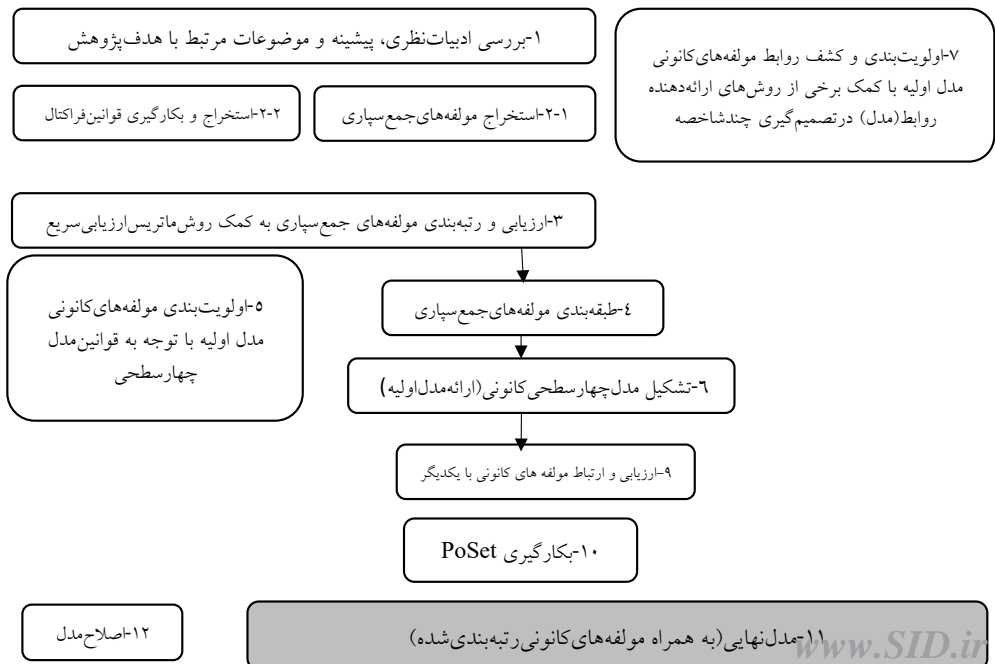 ۱-بررسی ادبیات‌نظری، پیشینه و موضوعات مرتبط با هدف‌پژوهش
۷-اولویت‌بندی و کشف روابط مولفه‌های‌کانونی
مدل اولیه با کمک برخی از روش‌های ارائه‌دهنده
روابط(مدل) درتصمیم‌گیری چندشاخصه
۲-۱-استخراج مولفه‌های‌جمع‌سپاری
۲-۲-استخراج و بکارگیری قوانین‌فراکتال
۳-ارزیابی و رتبه‌بندی مولفه‌های جمع‌سپاری به کمک روش‌ماتریس‌ارزیابی‌سریع
۴-طبقه‌بندی مولفه‌های‌جمع‌سپاری
۵-اولویت‌بندی مولفه‌های‌کانونی
مدل اولیه با توجه به قوانین‌مدل
چهارسطحی
۶-تشکیل مدل‌چهارسطحی‌کانونی(ارائه‌مدل‌اولیه)
۹-ارزیابی و ارتباط مولفه های کانونی با یکدیگر
۱۰-بکارگیری PoSet
۱۱-مدل‌نهایی(به همراه مولفه‌های‌کانونی‌رتبه‌بندی‌شده)
۱۲-اصلاح‌مدل
www.SID.ir